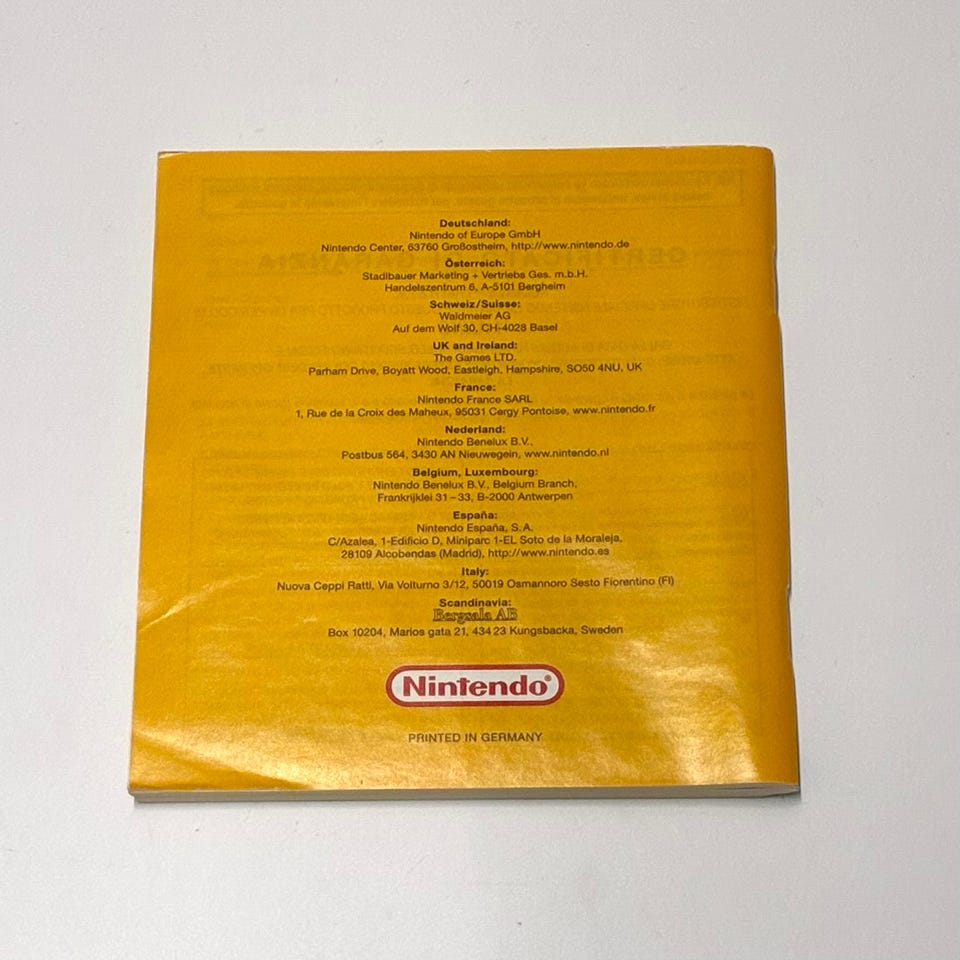 Deutschland:
Nintendo of Europe GmbH
Nintendo Center, 63760 Großostheim, http://www.nintendo.de
Österreich:
Stadlbauer Marketing + Vertriebs Ges. m.b.H.
Handelszentrum 6, A-5101 Bergheim
Schweiz/Suisse:
Waldmeier AG
Auf dem Wolf 30, CH-4028 Basel
UK and Ireland:
The Games LTD.
Parham Drive, Boyatt Wood, Eastleigh, Hampshire, SO50 4NU, UK
France:
Nintendo France SARL
1, Rue de la Croix des Maheux, 95031 Cergy Pontoise, www.nintendo.fr
Nederland:
Nintendo Benelux B.V.,
Postbus 564, 3430 AN Nieuwegein, www.nintendo.nl
Belgium, Luxembourg:
Nintendo Benelux B.V., Belgium Branch,
Frankrijklei 31–33, B-2000 Antwerpen
España:
Nintendo España, S.A.
C/Azalea, 1-Edificio D, Miniparc 1-EL Soto de la Moraleja,
28109 Alcobendas (Madrid), http://www.nintendo.es
Italy:
Nuova Ceppi Ratti, Via Volturno 3/12, 50019 Osmannoro Sesto Fiorentino (FI)
Scandinavia:
Bergsala AB
Box 10204, Marios gata 21, 434 23 Kungsbacka, Sweden
Nintendo®
PRINTED IN GERMANY